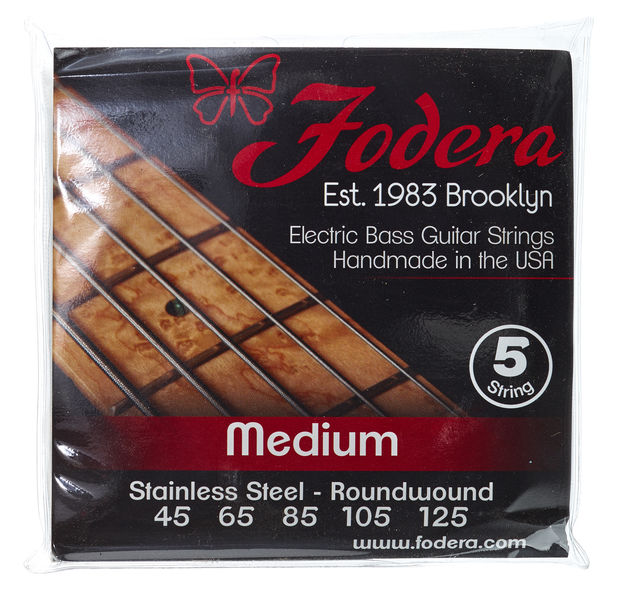 Fodera
Est. 1983 Brooklyn
Electric Bass Guitar Strings
Handmade in the USA
5
String
Medium
Stainless Steel - Roundwound
45 65 85 105 125
www.fodera.com